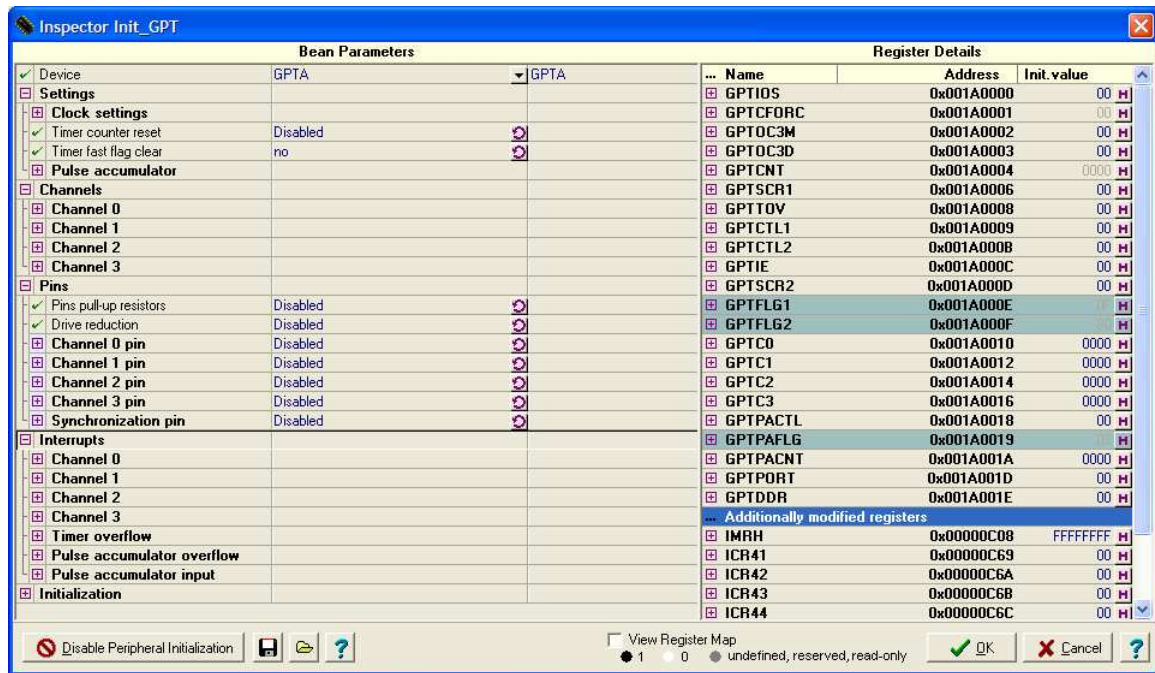 Inspector Init_GPT
Bean Parameters
Register Details
Device GPTA GPTA
Settings
Clock settings
Timer counter reset Disabled
Timer fast flag clear no
Pulse accumulator
Channels
Channel 0
Channel 1
Channel 2
Channel 3
Pins
Pins pull-up resistors Disabled
Drive reduction Disabled
Channel 0 pin Disabled
Channel 1 pin Disabled
Channel 2 pin Disabled
Channel 3 pin Disabled
Synchronization pin Disabled
Interrupts
Channel 0
Channel 1
Channel 2
Channel 3
Timer overflow
Pulse accumulator overflow
Pulse accumulator input
Initialization
... Name Address Init.value
GPTIOS 0x001A0000 00 H
GPTCFORC 0x001A0001 00 H
GPTOC3M 0x001A0002 00 H
GPTOC3D 0x001A0003 00 H
GPTCNT 0x001A0004 0000 H
GPTSCR1 0x001A0006 00 H
GPTTOV 0x001A0008 00 H
GPTCTL1 0x001A0009 00 H
GPTCTL2 0x001A000B 00 H
GPTIE 0x001A000C 00 H
GPTSCR2 0x001A000D 00 H
GPTFLG1 0x001A000E H
GPTFLG2 0x001A000F H
GPTC0 0x001A0010 0000 H
GPTC1 0x001A0012 0000 H
GPTC2 0x001A0014 0000 H
GPTC3 0x001A0016 0000 H
GPTPACTL 0x001A0018 00 H
GPTPAFLG 0x001A0019 H
GPTPACNT 0x001A001A 0000 H
GPTPORT 0x001A001D 00 H
GPTDDR 0x001A001E 00 H
... Additionally modified registers
IMRH 0x00000C08 FFFFFFFF H
ICR41 0x00000C69 00 H
ICR42 0x00000C6A 00 H
ICR43 0x00000C6B 00 H
ICR44 0x00000C6C 00 H
Disable Peripheral Initialization ?
View Register Map
1 0 undefined, reserved, read-only
OK Cancel ?